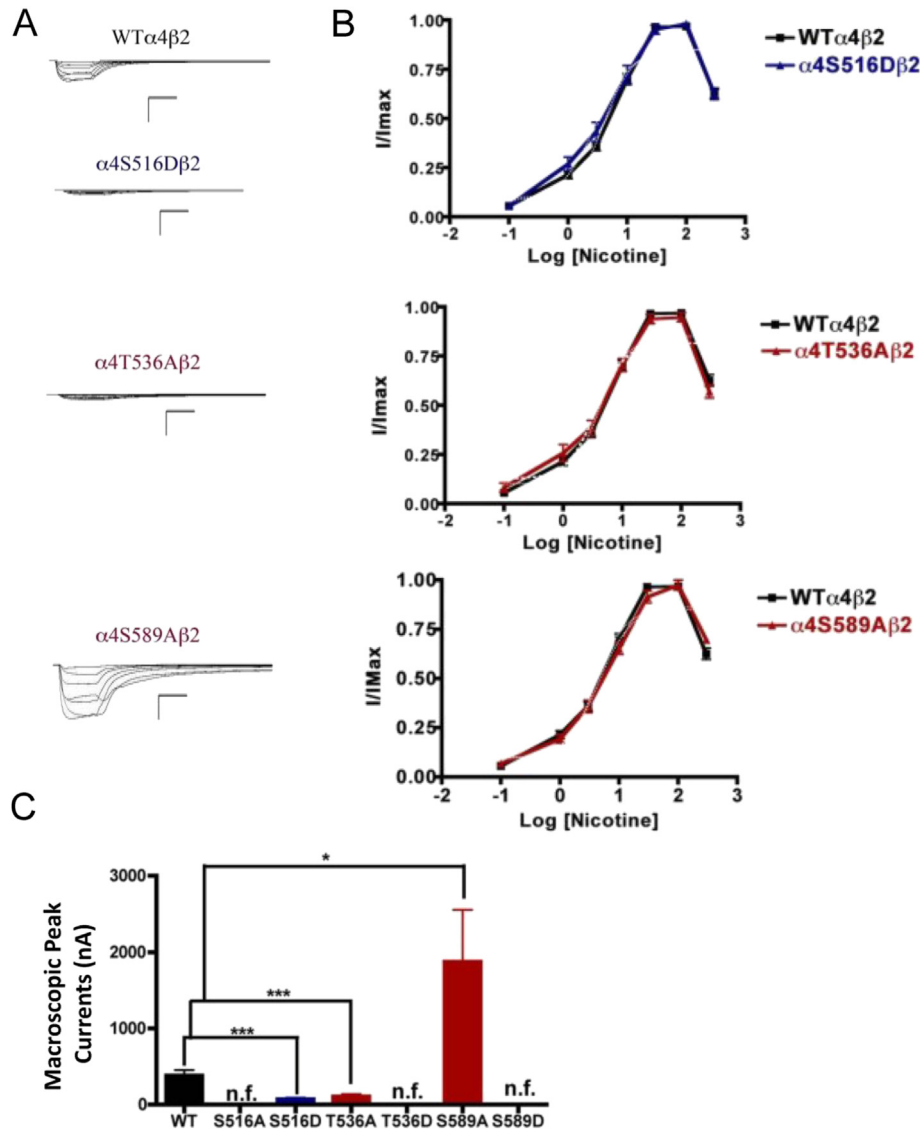 A
WTα4β2
α4S516Dβ2
α4T536Aβ2
α4S589Aβ2
B
I/Imax
1.00
0.75
0.50
0.25
0.00
-2 -1 0 1 2 3
Log [Nicotine]
WTα4β2
α4S516Dβ2
I/Imax
1.00
0.75
0.50
0.25
0.00
-2 -1 0 1 2 3
Log [Nicotine]
WTα4β2
α4T536Aβ2
I/IMax
1.00
0.75
0.50
0.25
0.00
-2 -1 0 1 2 3
Log [Nicotine]
WTα4β2
α4S589Aβ2
C
Macroscopic Peak
Currents (nA)
3000
2000
1000
0
*
***
***
n.f. n.f. n.f.
WT S516A S516D T536A T536D S589A S589D